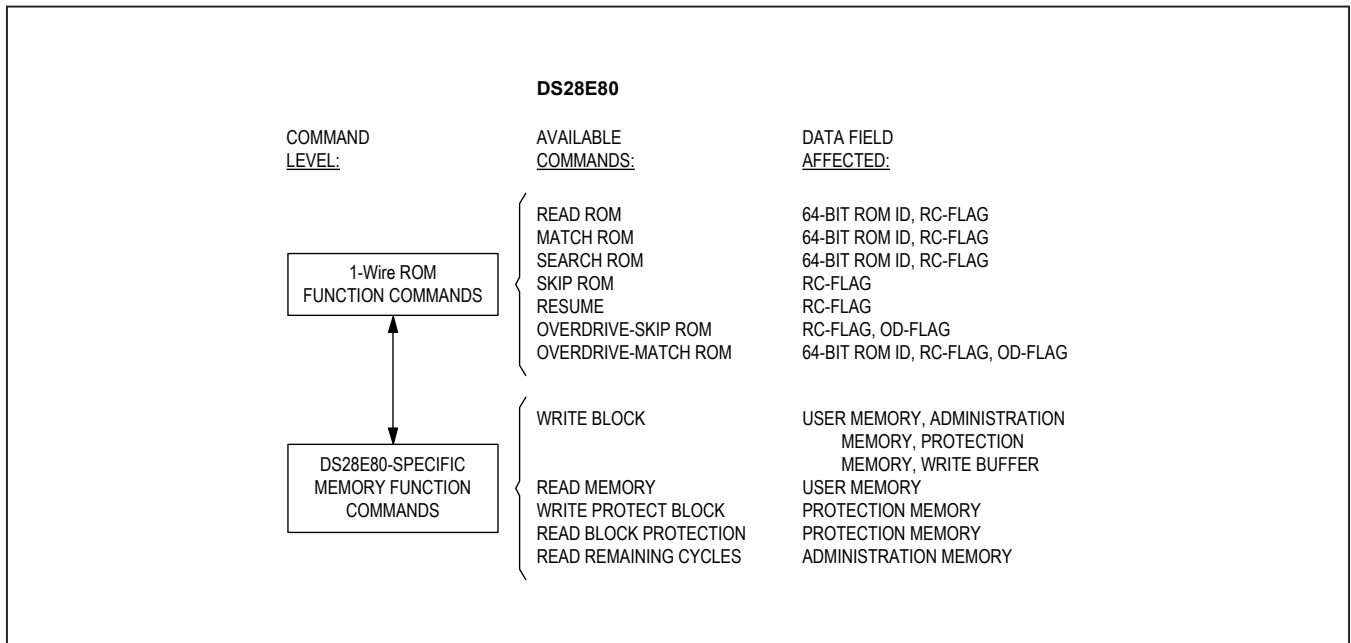 DS28E80
COMMAND AVAILABLE DATA FIELD
LEVEL: COMMANDS: AFFECTED:
READ ROM 64-BIT ROM ID, RC-FLAG
MATCH ROM 64-BIT ROM ID, RC-FLAG
SEARCH ROM 64-BIT ROM ID, RC-FLAG
1-Wire ROM
FUNCTION COMMANDS
SKIP ROM RC-FLAG
RESUME RC-FLAG
OVERDRIVE-SKIP ROM RC-FLAG, OD-FLAG
OVERDRIVE-MATCH ROM 64-BIT ROM ID, RC-FLAG, OD-FLAG
WRITE BLOCK USER MEMORY, ADMINISTRATION
MEMORY, PROTECTION
MEMORY, WRITE BUFFER
DS28E80-SPECIFIC
MEMORY FUNCTION
COMMANDS
READ MEMORY USER MEMORY
WRITE PROTECT BLOCK PROTECTION MEMORY
READ BLOCK PROTECTION PROTECTION MEMORY
READ REMAINING CYCLES ADMINISTRATION MEMORY